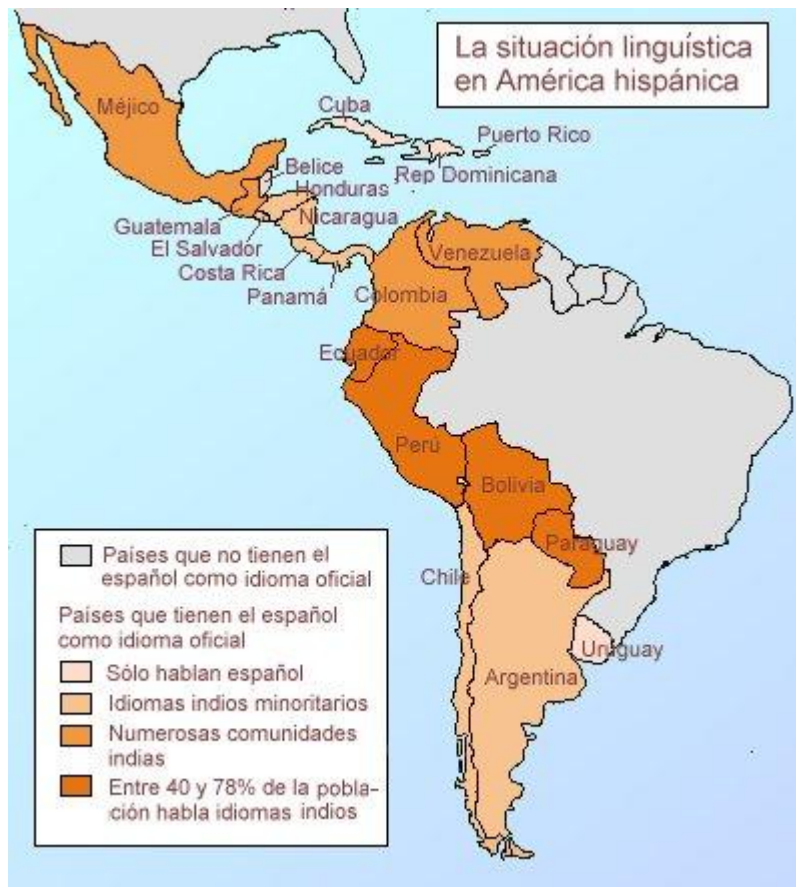 La situación linguística
en América hispánica
Méjico
Cuba
Puerto Rico
Rep Dominicana
Belice
Honduras
Nicaragua
Guatemala
El Salvador
Costa Rica
Panamá
Venezuela
Colombia
Ecuador
Perú
Bolivia
Paraguay
Chile
Uruguay
Argentina
Países que no tienen el
español como idioma oficial
Países que tienen el español
como idioma oficial
Sólo hablan español
Idiomas indios minoritarios
Numerosas comunidades
indias
Entre 40 y 78% de la pobla-
ción habla idiomas indios